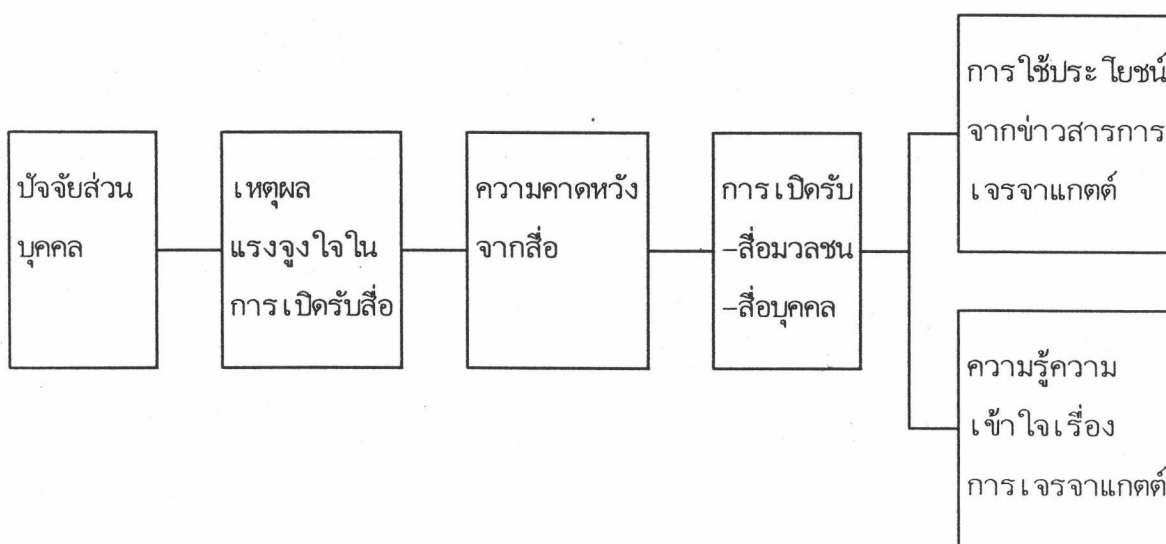 ปัจจัยส่วน
บุคคล
เหตุผล
แรงจูงใจใน
การเปิดรับสื่อ
ความคาดหวัง
จากสื่อ
การเปิดรับ
-สื่อมวลชน
-สื่อบุคคล
การใช้ประโยชน์
จากข่าวสารการ
เจรจาแกตต์
ความรู้ความ
เข้าใจเรื่อง
การเจรจาแกตต์